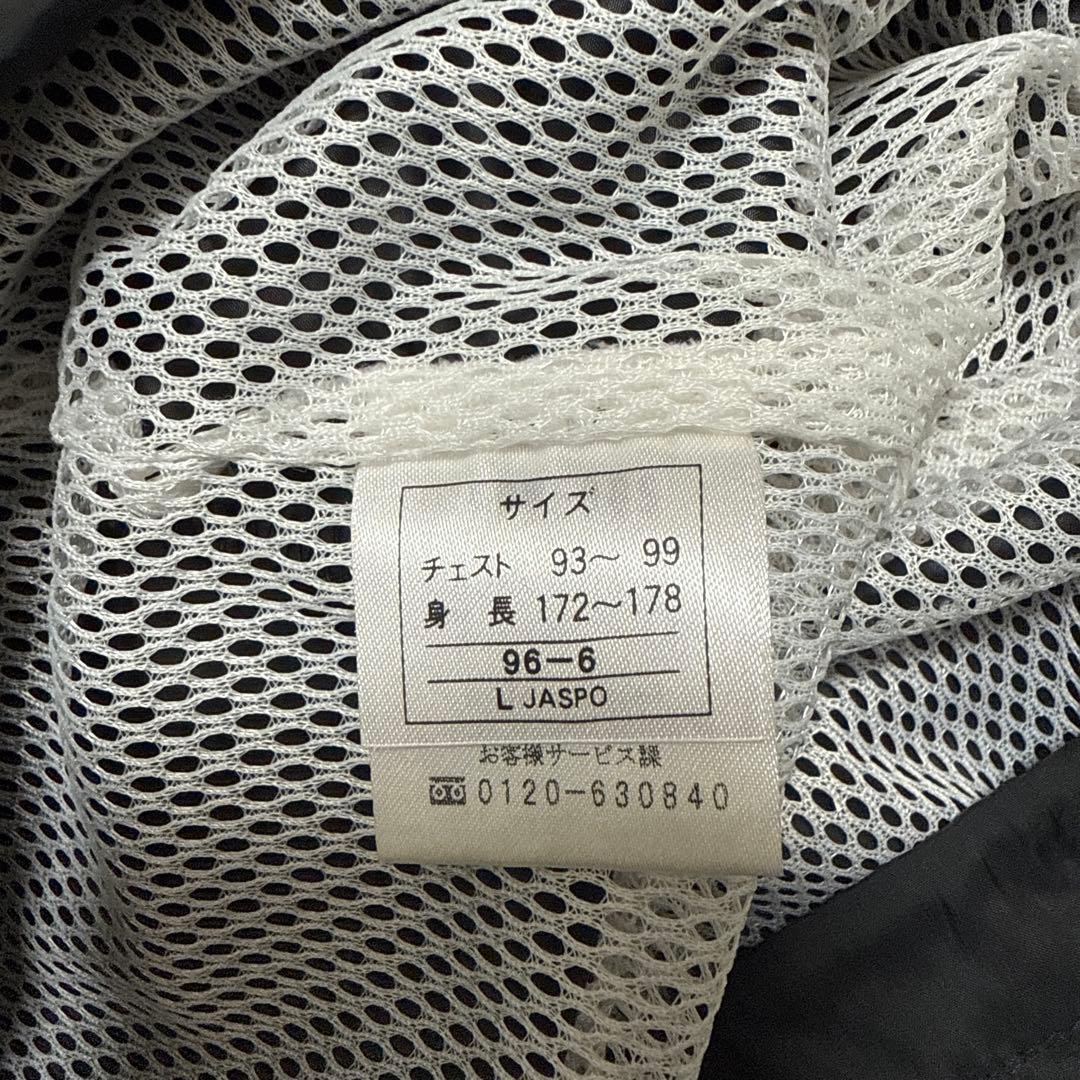 サイズ
チェスト 93～ 99
身 長 172～178
96－6
L JASPO
お客様サービス課
0120-630840